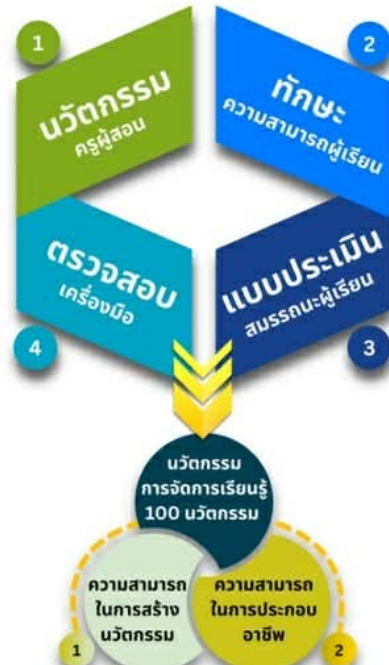 1
นวัตกรรม
ครูผู้สอน
2
ทักษะ
ความสามารถผู้เรียน
ตรวจสอบ
เครื่องมือ
4
แบบประเมิน
สมรรถนะผู้เรียน
3
นวัตกรรม
การจัดการเรียนรู้
100 นวัตกรรม
ความสามารถ
ในการสร้าง
นวัตกรรม
1
ความสามารถ
ในการประกอบ
อาชีพ
2